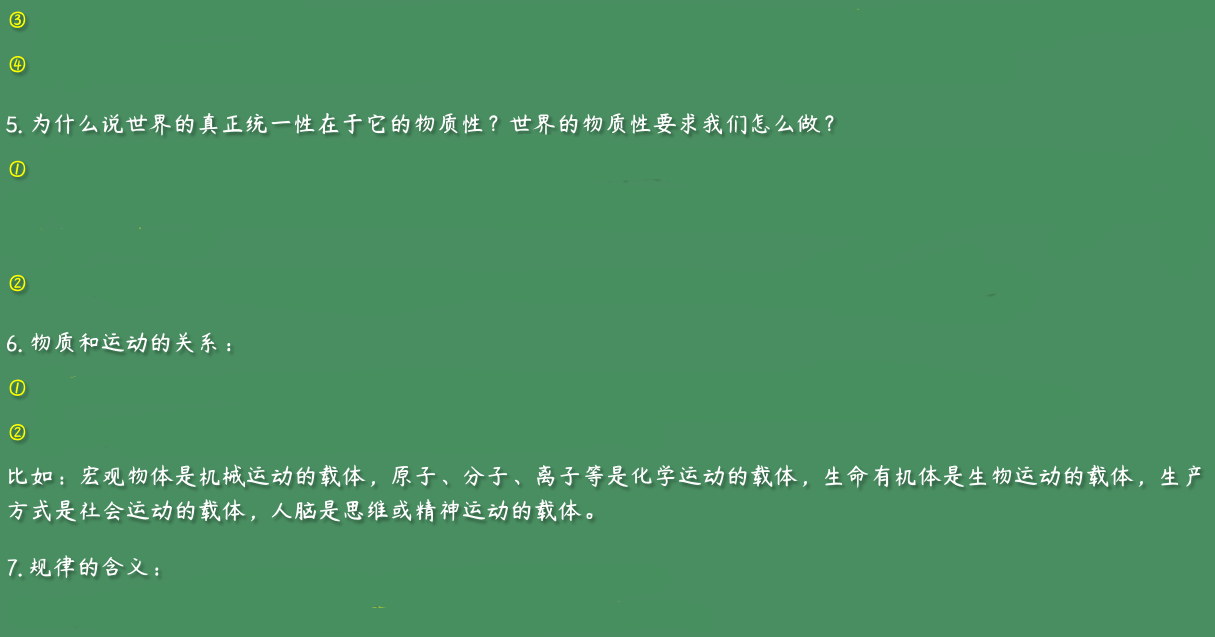 ③
④
5. 为什么说世界的真正统一性在于它的物质性？世界的物质性要求我们怎么做？
①
②
6. 物质和运动的关系：
①
②
比如：宏观物体是机械运动的载体，原子、分子、离子等是化学运动的载体，生命有机体是生物运动的载体，生产
方式是社会运动的载体，人脑是思维或精神运动的载体。
7. 规律的含义：